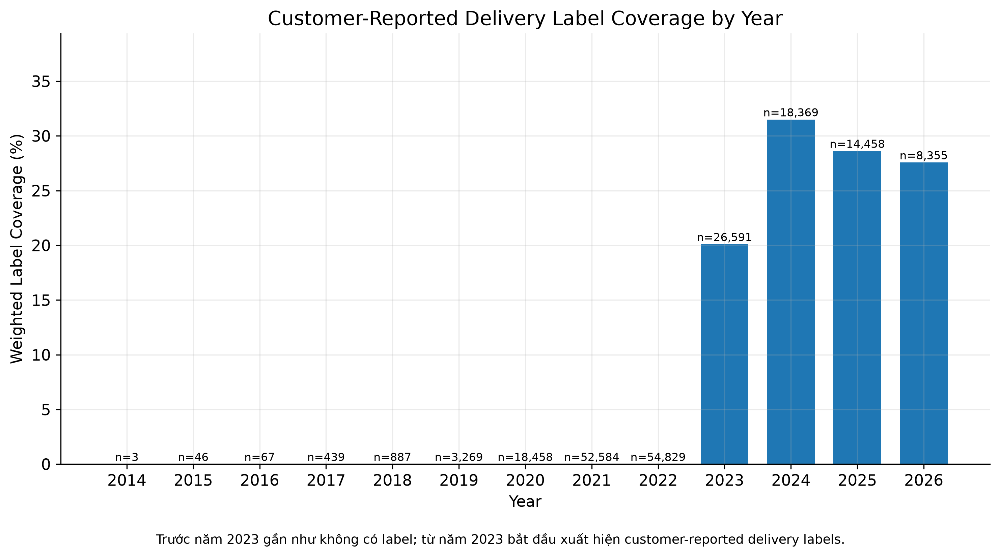 Customer-Reported Delivery Label Coverage by Year
Weighted Label Coverage (%)
35
30
25
20
15
10
5
0
n=3
n=46
n=67
n=439
n=887
n=3,269
n=18,458
n=52,584
n=54,829
n=26,591
n=18,369
n=14,458
n=8,355
2014 2015 2016 2017 2018 2019 2020 2021 2022 2023 2024 2025 2026
Year
Trước năm 2023 gần như không có label; từ năm 2023 bắt đầu xuất hiện customer-reported delivery labels.